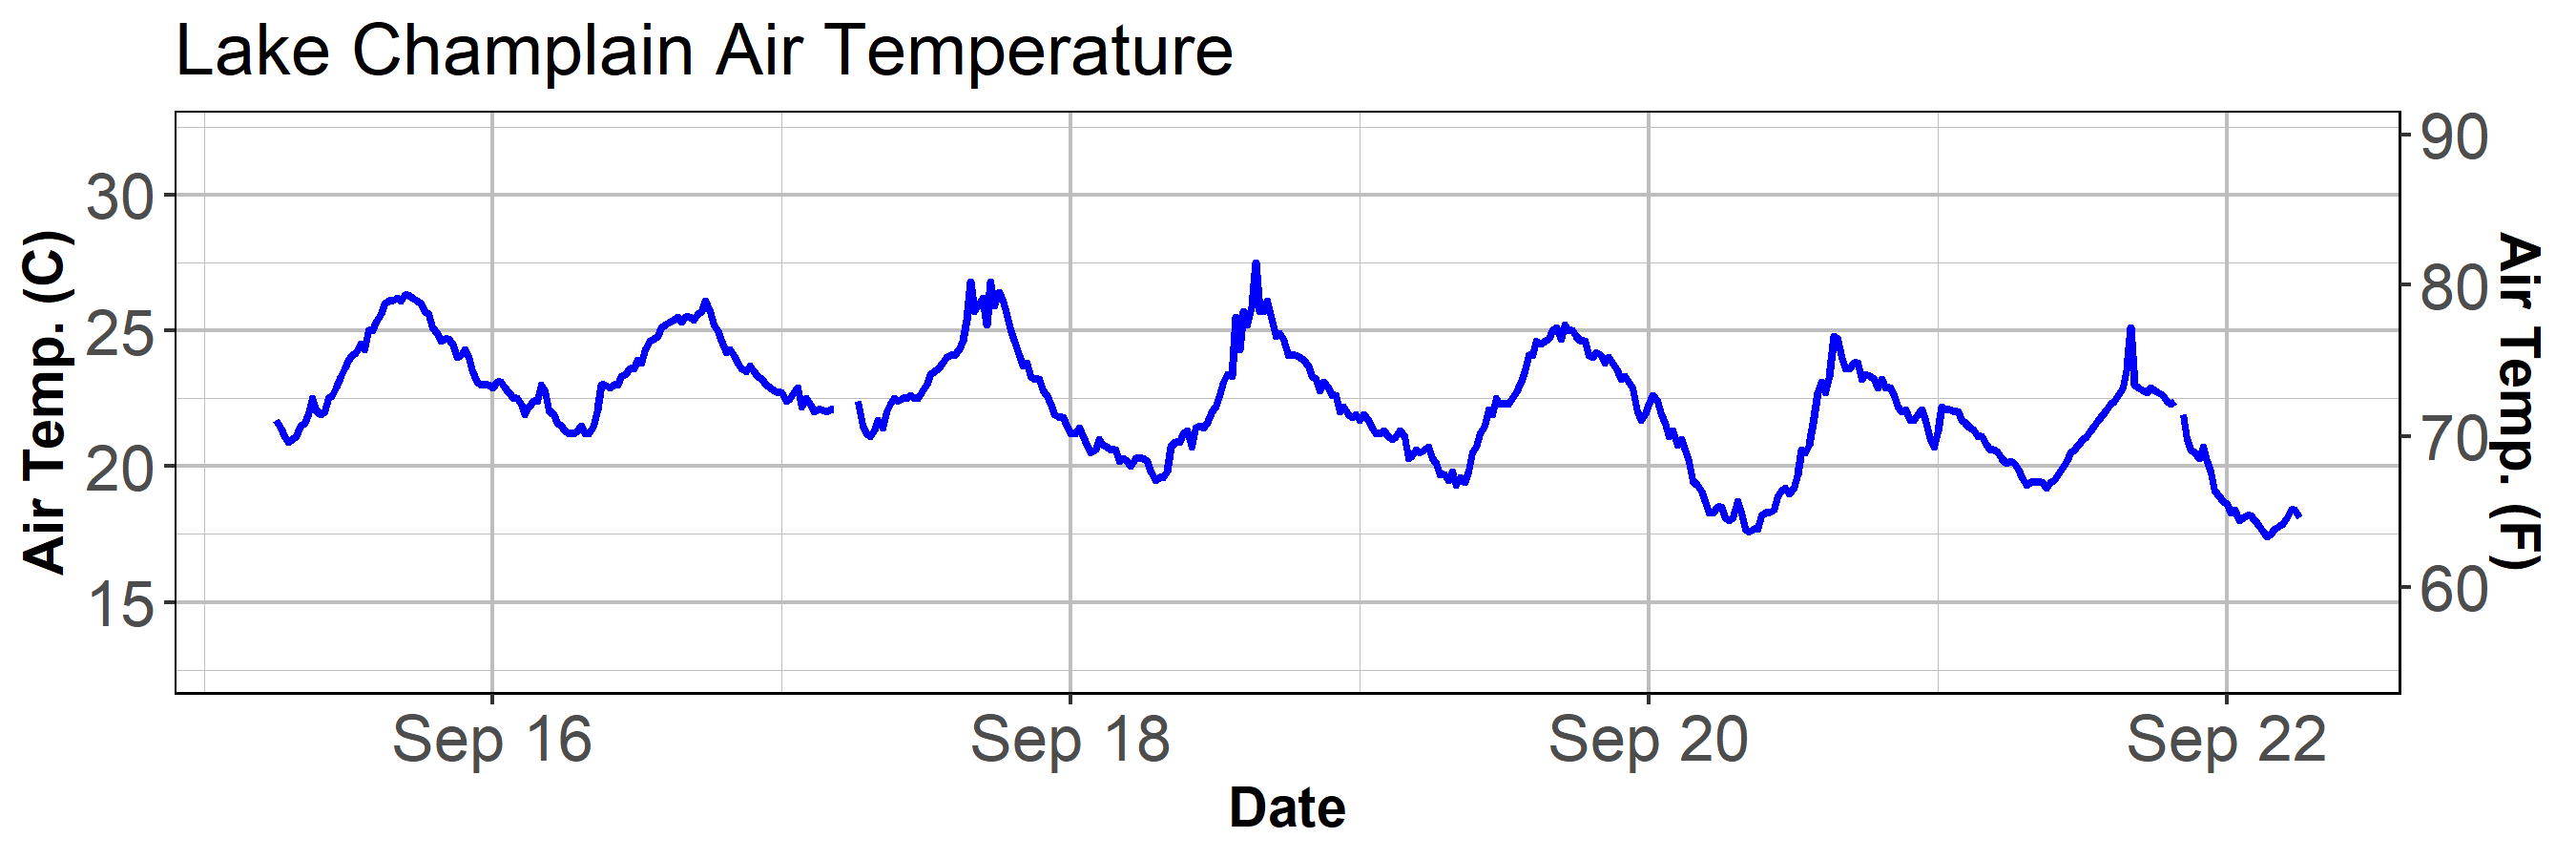 Lake Champlain Air Temperature
Air Temp. (C)
30
25
20
15
90
80
70
60
Air Temp. (F)
Sep 16
Sep 18
Sep 20
Sep 22
Date